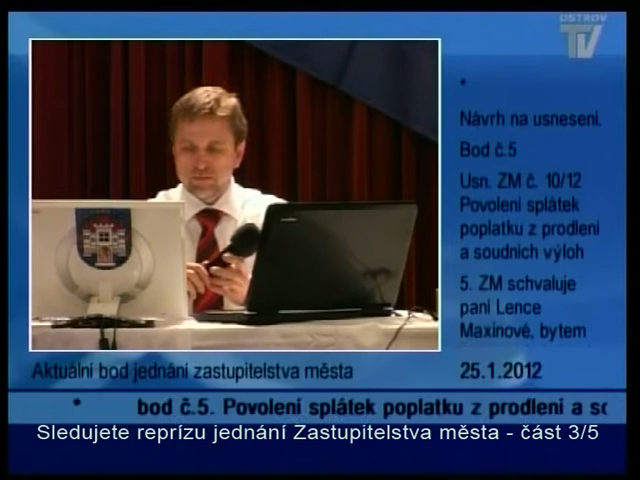 OSTROV
TV
*
Návrh na usnesení.
Bod č.5
Usn. ZM č. 10/12
Povolení splátek
poplatku z prodlení
a soudních výloh
5. ZM schvaluje
paní Lence
Maxinové, bytem
Aktuální bod jednání zastupitelstva města
25.1.2012
* bod č.5. Povolení splátek poplatku z prodlení a so
Sledujete reprízu jednání Zastupitelstva města - část 3/5